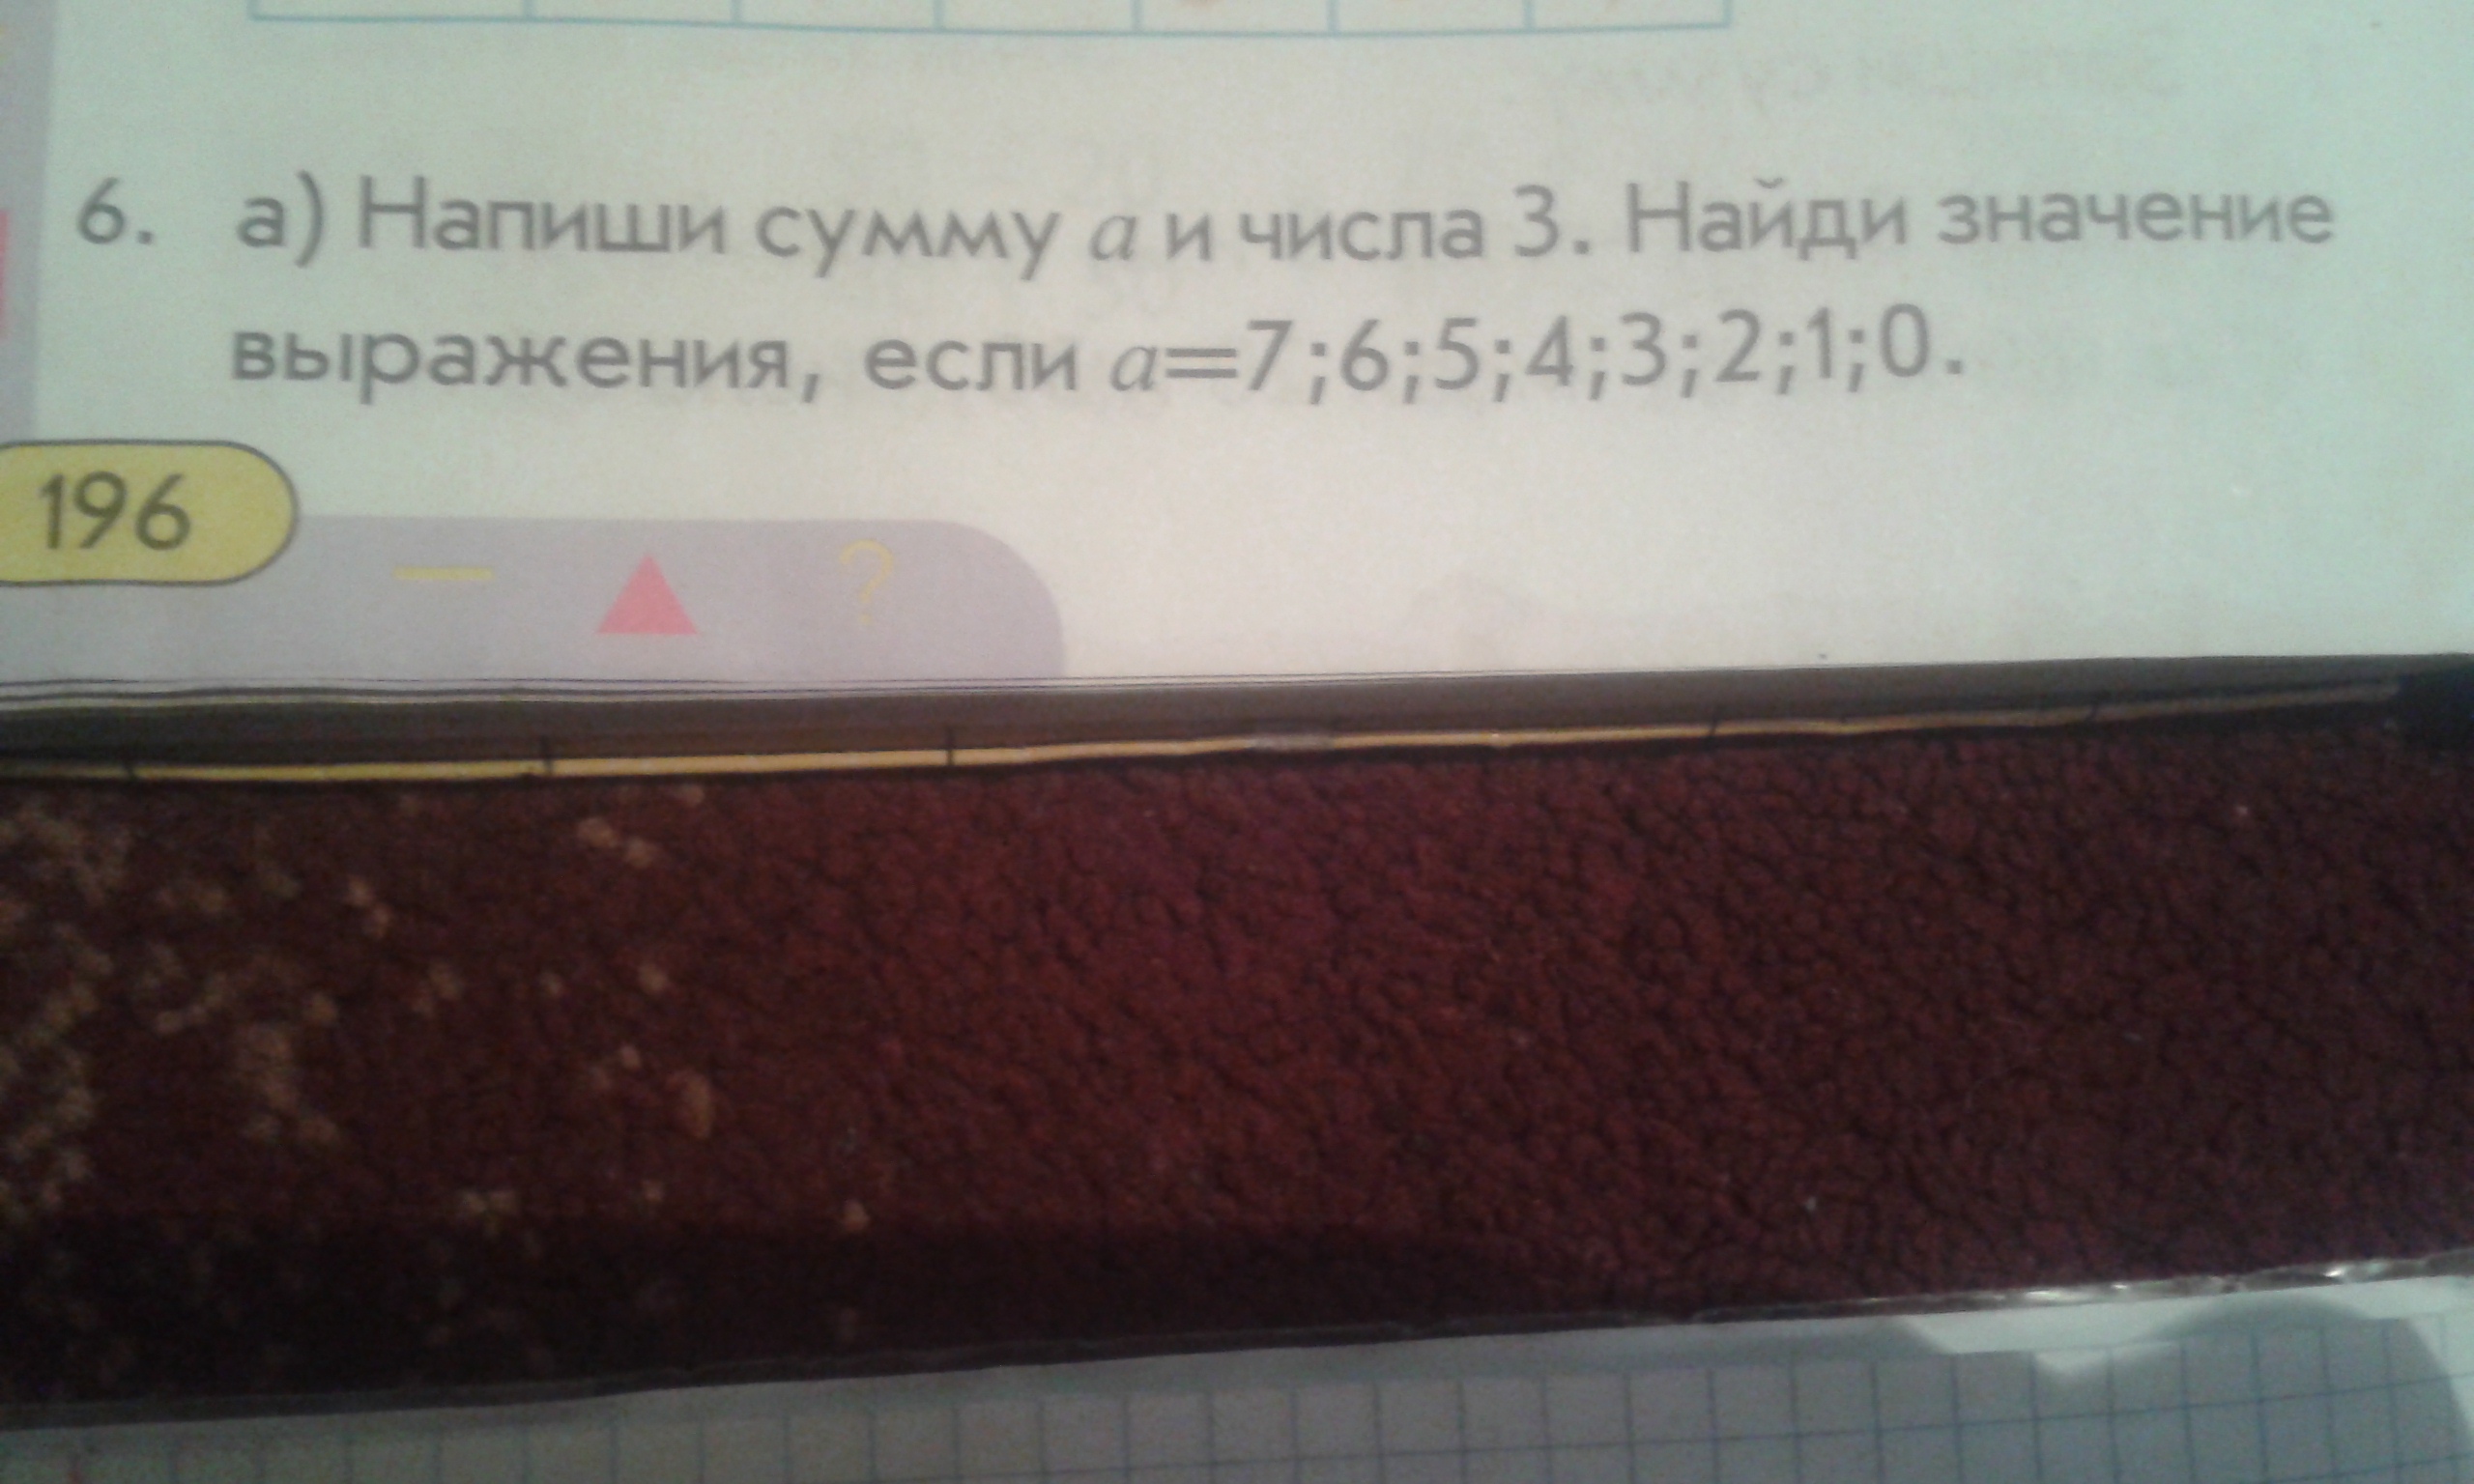 6. а) Напиши сумму а и числа 3. Найди значение
выражения, если а=7;6;5;4;3;2;1;0.
196
?